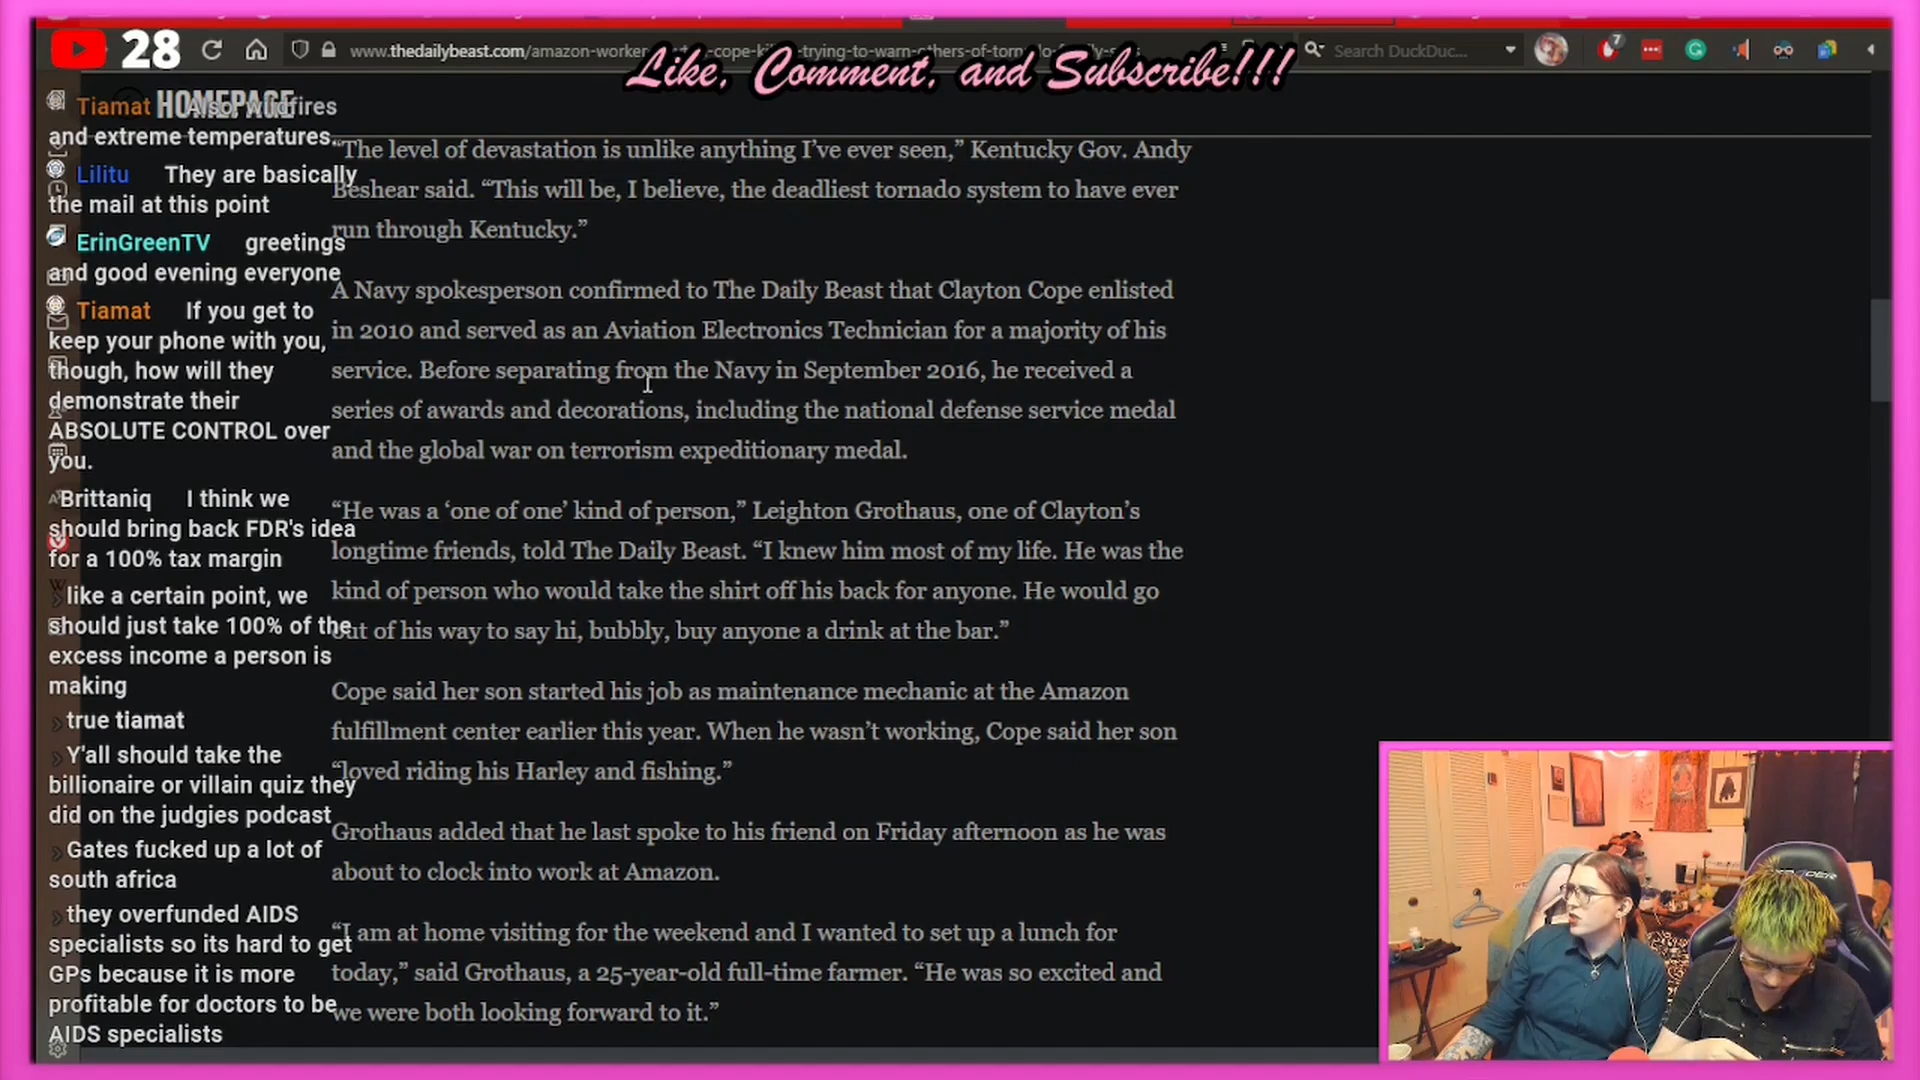 28
www.thedailybeast.com/amazon-worker
cope
trying-to-warn-others-of-torn
Search DuckDuc...
7
Like, Comment, and Subscribe!!!
HOMEPAGE
Tiamat Also, wildfires
and extreme temperatures.
Lilitu They are basically
the mail at this point
ErinGreenTV greetings
and good evening everyone
Tiamat If you get to
keep your phone with you,
though, how will they
demonstrate their
ABSOLUTE CONTROL over
you.
Brittaniq I think we
should bring back FDR's idea
for a 100% tax margin
like a certain point, we
should just take 100% of the
excess income a person is
making
true tiamat
Y'all should take the
billionaire or villain quiz they
did on the judgies podcast
Gates fucked up a lot of
south africa
they overfunded AIDS
specialists so its hard to get
GPs because it is more
profitable for doctors to be
AIDS specialists
“The level of devastation is unlike anything I’ve ever seen,” Kentucky Gov. Andy
Beshear said. “This will be, I believe, the deadliest tornado system to have ever
run through Kentucky.”
A Navy spokesperson confirmed to The Daily Beast that Clayton Cope enlisted
in 2010 and served as an Aviation Electronics Technician for a majority of his
service. Before separating from the Navy in September 2016, he received a
series of awards and decorations, including the national defense service medal
and the global war on terrorism expeditionary medal.
“He was a ‘one of one’ kind of person,” Leighton Grothaus, one of Clayton’s
longtime friends, told The Daily Beast. “I knew him most of my life. He was the
kind of person who would take the shirt off his back for anyone. He would go
out of his way to say hi, bubbly, buy anyone a drink at the bar.”
Cope said her son started his job as maintenance mechanic at the Amazon
fulfillment center earlier this year. When he wasn’t working, Cope said her son
“loved riding his Harley and fishing.”
Grothaus added that he last spoke to his friend on Friday afternoon as he was
about to clock into work at Amazon.
“I am at home visiting for the weekend and I wanted to set up a lunch for
today,” said Grothaus, a 25-year-old full-time farmer. “He was so excited and
we were both looking forward to it.”